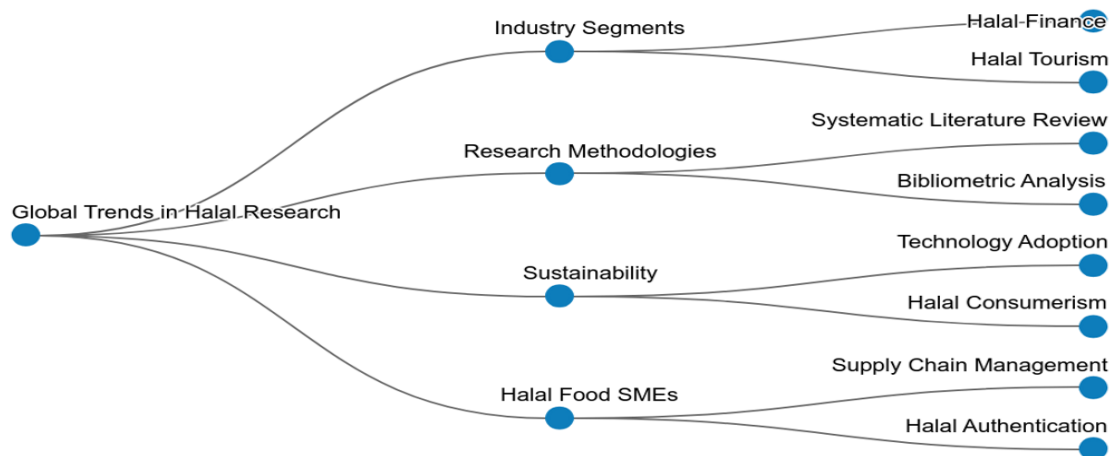 Global Trends in Halal Research
Industry Segments
Halal Finance
Halal Tourism
Research Methodologies
Systematic Literature Review
Bibliometric Analysis
Sustainability
Technology Adoption
Halal Consumerism
Halal Food SMEs
Supply Chain Management
Halal Authentication